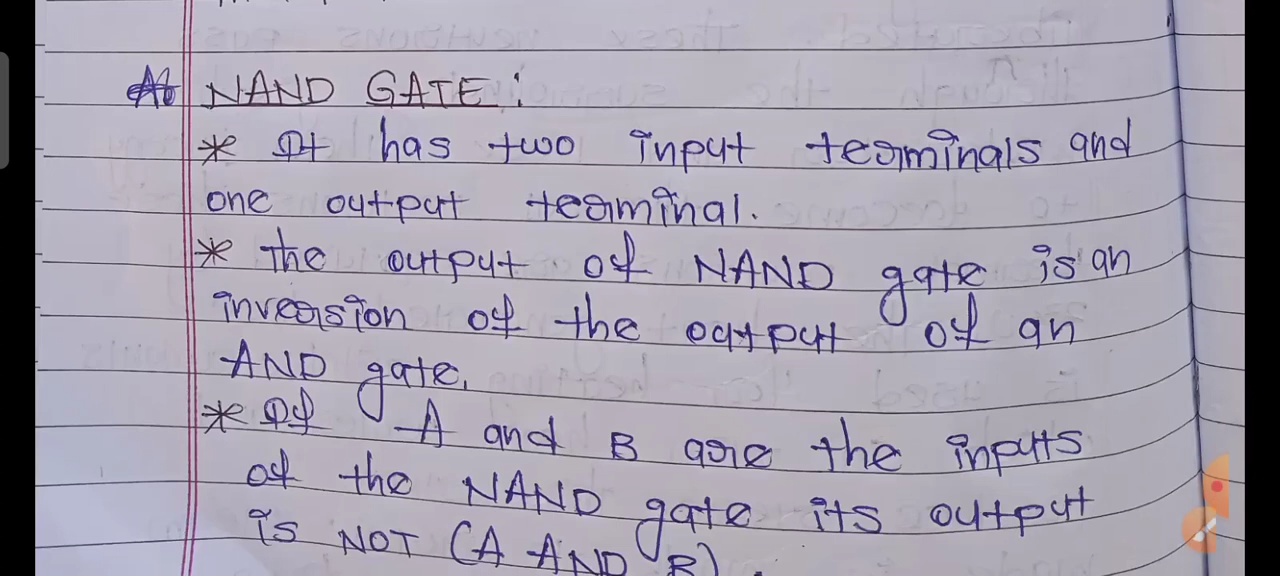 NAND GATE:
* It has two input terminals and
one output terminal.
* The output of NAND gate is an
inversion of the output of an
AND gate.
* If A and B are the inputs
of the NAND gate its output
is NOT (A AND B).